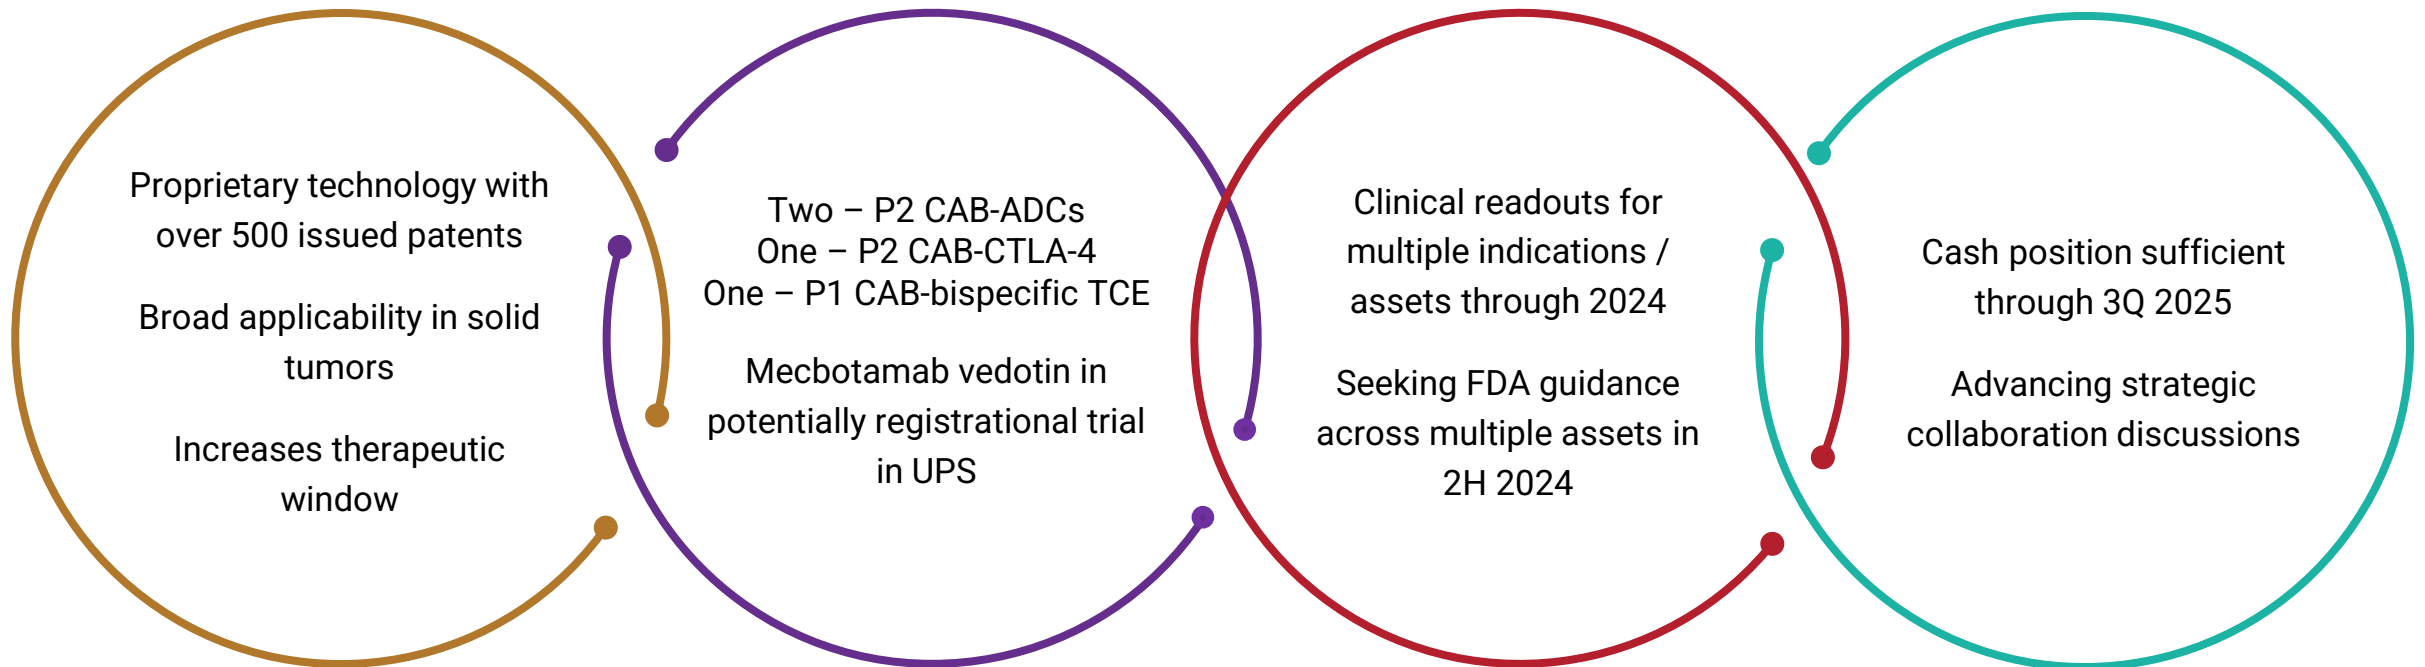 Proprietary technology with
over 500 issued patents
Broad applicability in solid
tumors
Increases therapeutic
window
Two – P2 CAB-ADCs
One – P2 CAB-CTLA-4
One – P1 CAB-bispecific TCE
Mecbotamab vedotin in
potentially registrational trial
in UPS
Clinical readouts for
multiple indications /
assets through 2024
Seeking FDA guidance
across multiple assets in
2H 2024
Cash position sufficient
through 3Q 2025
Advancing strategic
collaboration discussions